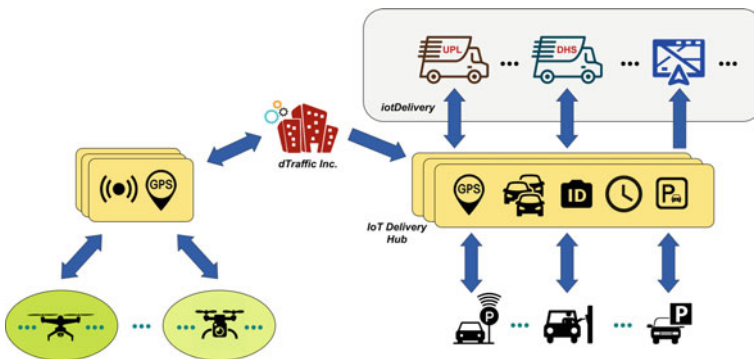 UPL
DHS
iotDelivery
dTraffic Inc.
GPS
GPS
ID
P
IoT Delivery
Hub
P
P